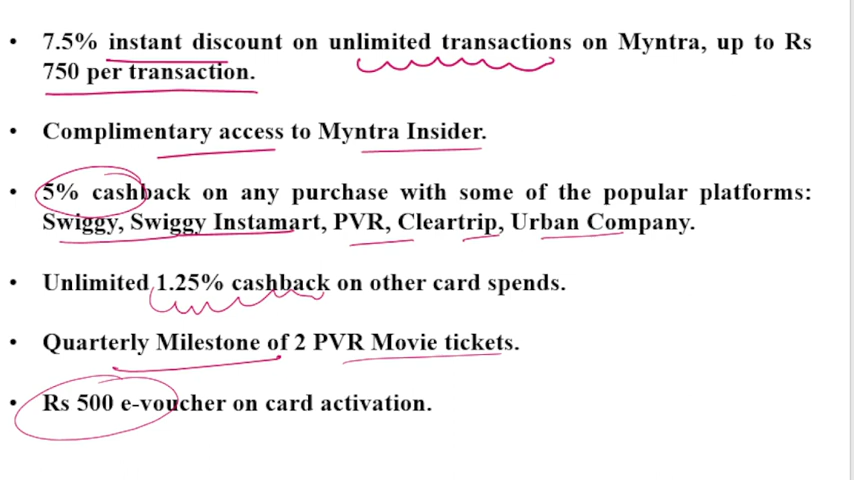 • 7.5% instant discount on unlimited transactions on Myntra, up to Rs
750 per transaction.
• Complimentary access to Myntra Insider.
• 5% cashback on any purchase with some of the popular platforms:
Swiggy, Swiggy Instamart, PVR, Cleartrip, Urban Company.
• Unlimited 1.25% cashback on other card spends.
• Quarterly Milestone of 2 PVR Movie tickets.
• Rs 500 e-voucher on card activation.